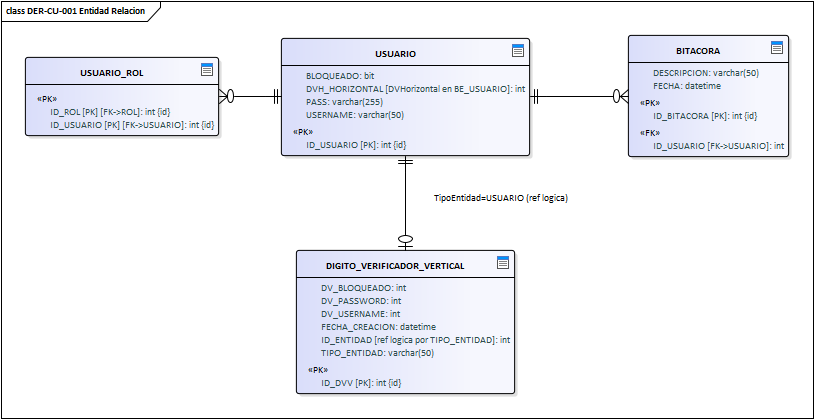 class DER-CU-001 Entidad Relacion
USUARIO_ROL
«PK»
ID_ROL [PK] [FK->ROL]: int {id}
ID_USUARIO [PK] [FK->USUARIO]: int {id}
USUARIO
BLOQUEADO: bit
DVH_HORIZONTAL [DVHorizontal en BE_USUARIO]: int
PASS: varchar(255)
USERNAME: varchar(50)
«PK»
ID_USUARIO [PK]: int {id}
BITACORA
DESCRIPCION: varchar(50)
FECHA: datetime
«PK»
ID_BITACORA [PK]: int {id}
«FK»
ID_USUARIO [FK->USUARIO]: int
TipoEntidad=USUARIO (ref logica)
DIGITO_VERIFICADOR_VERTICAL
DV_BLOQUEADO: int
DV_PASSWORD: int
DV_USERNAME: int
FECHA_CREACION: datetime
ID_ENTIDAD [ref logica por TIPO_ENTIDAD]: int
TIPO_ENTIDAD: varchar(50)
«PK»
ID_DVV [PK]: int {id}